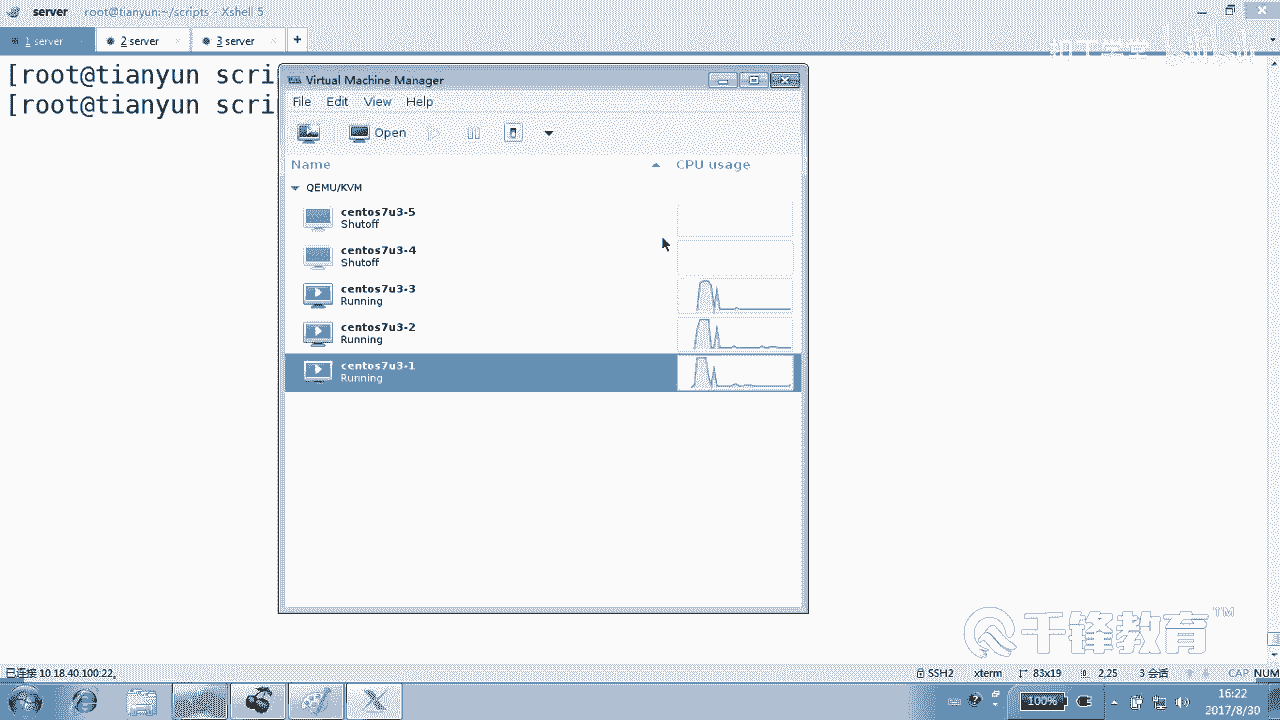 server root@tianyun:~/scripts - Xshell 5
1 server
2 server
3 server
+
[root@tianyun scri
[root@tianyun scri
Virtual Machine Manager
File Edit View Help
Open
Name CPU usage
QEMU/KVM
centos7u3-5
Shutoff
centos7u3-4
Shutoff
centos7u3-3
Running
centos7u3-2
Running
centos7u3-1
Running
千锋教育™
已连接 10.18.40.100:22。 SSH2 xterm 83x19 2,25 3 会话 CAP NUM
100% 16:22
2017/8/30